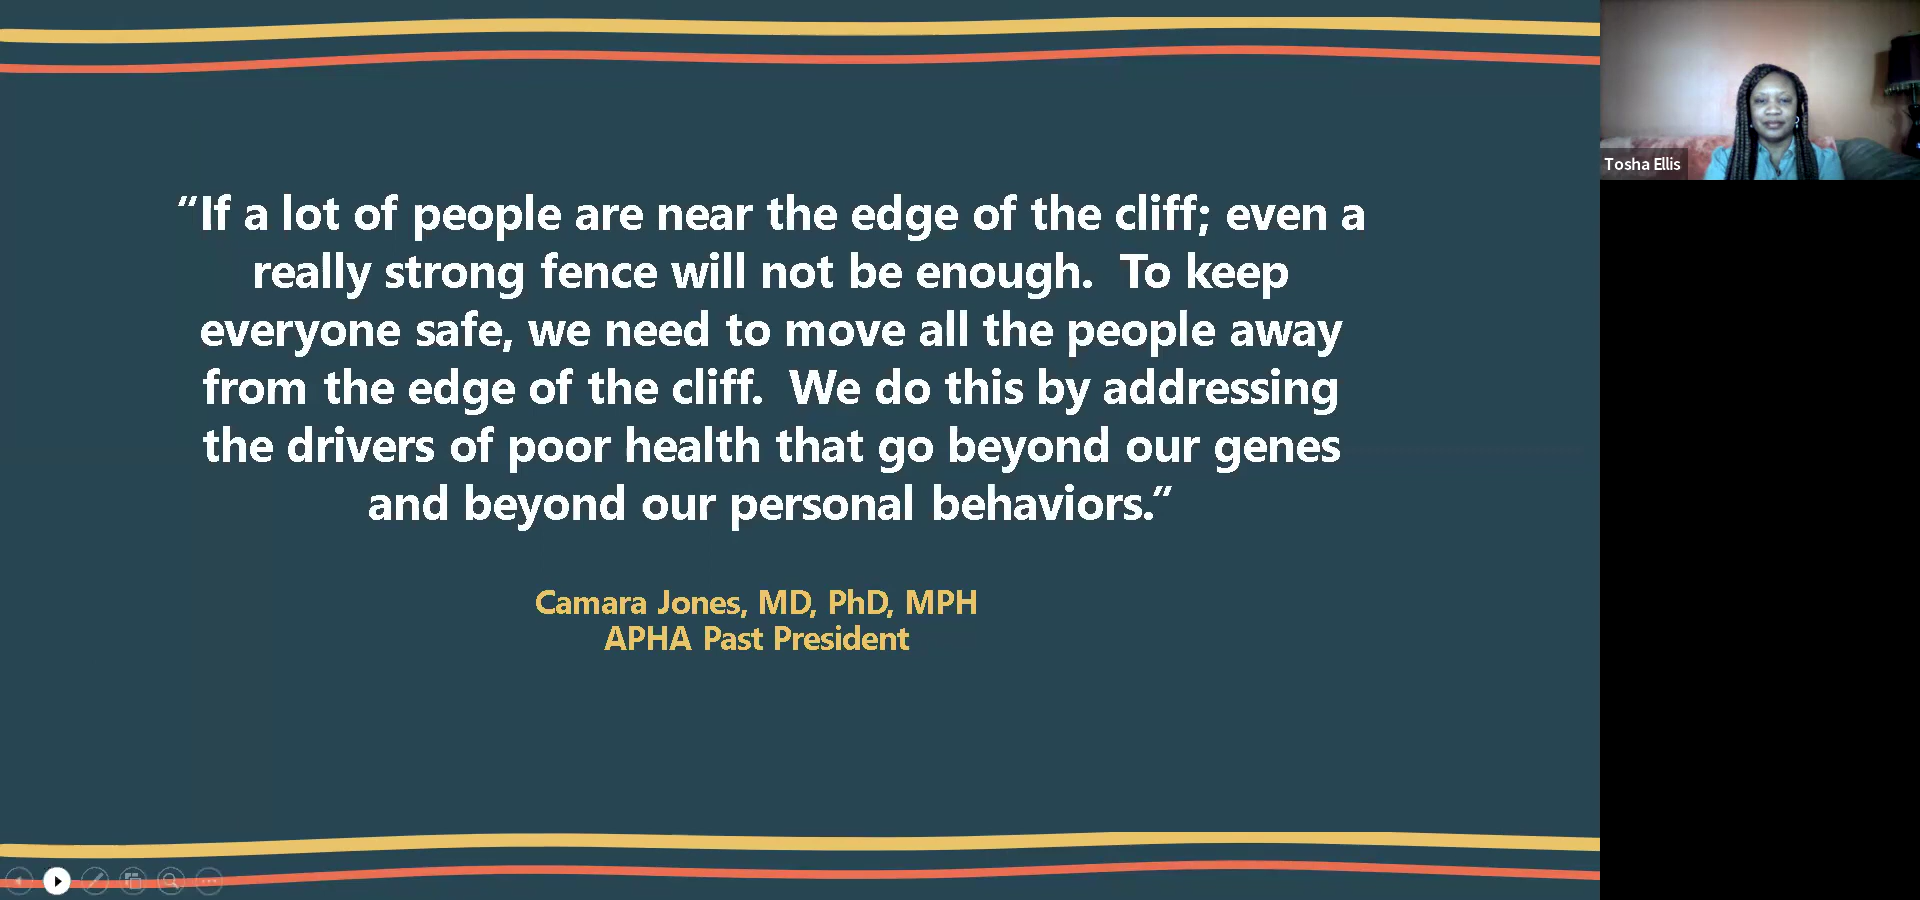 "If a lot of people are near the edge of the cliff; even a
really strong fence will not be enough.  To keep
everyone safe, we need to move all the people away
from the edge of the cliff.  We do this by addressing
the drivers of poor health that go beyond our genes
and beyond our personal behaviors."
Camara Jones, MD, PhD, MPH
APHA Past President
Tosha Ellis